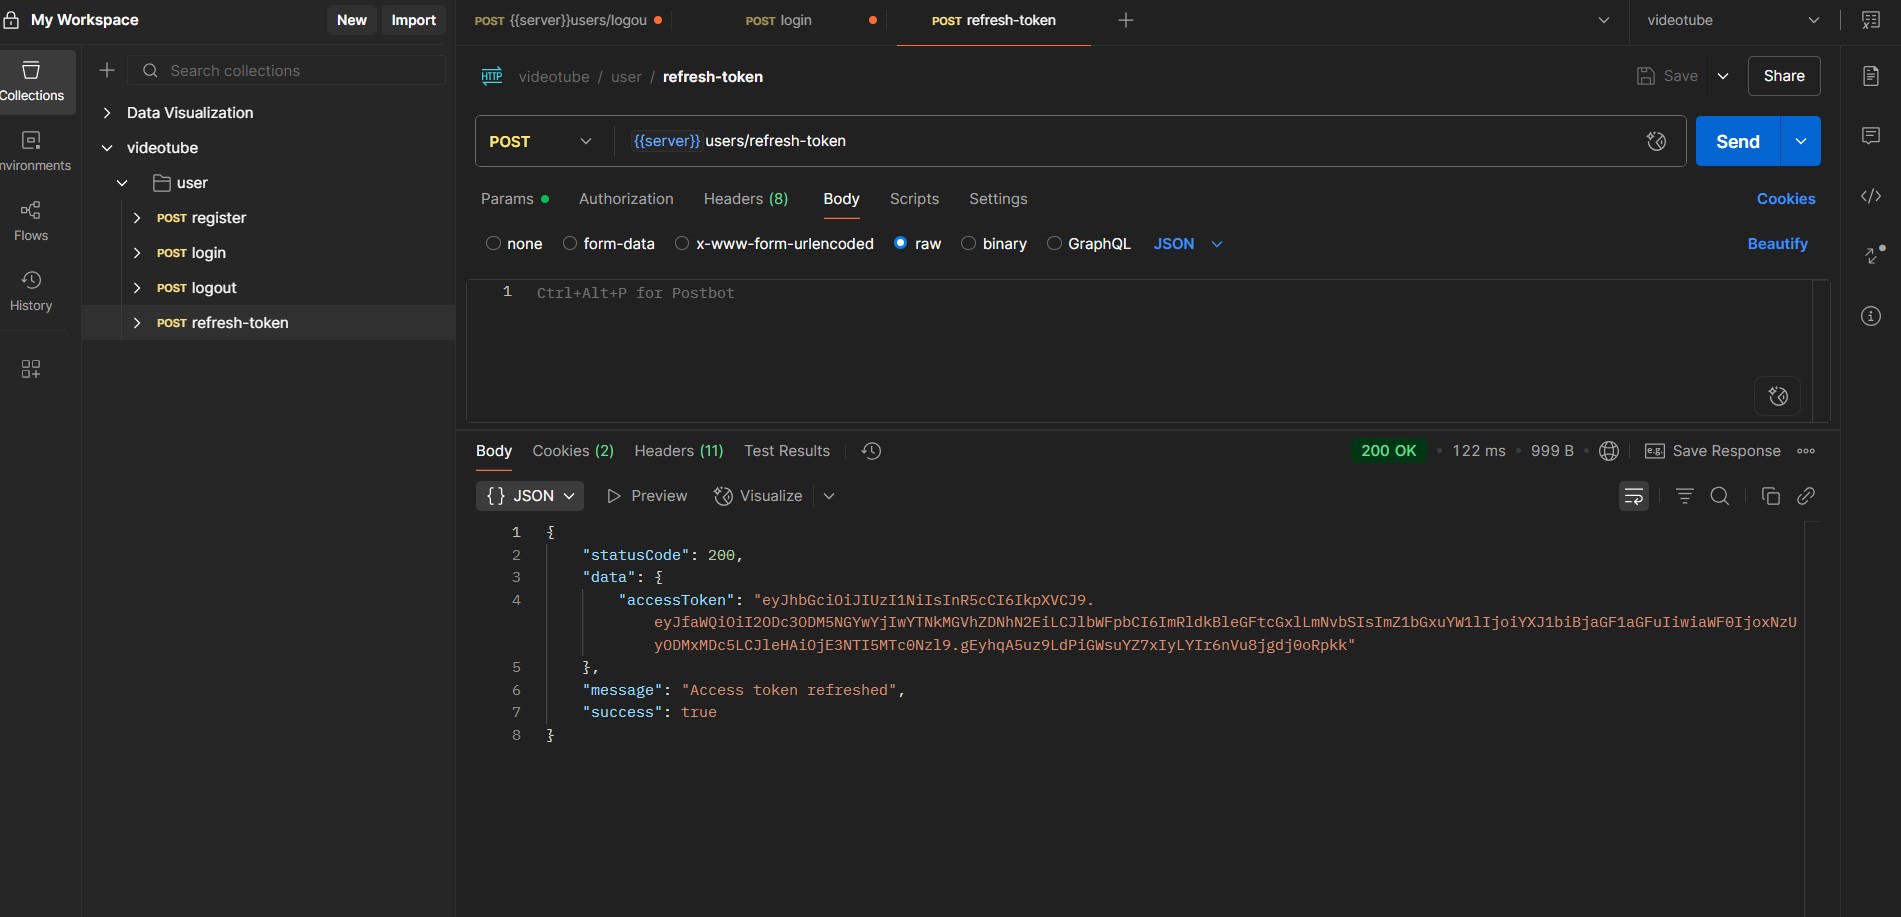 My Workspace
New
Import
POST {{server}}users/logou
POST login
POST refresh-token
videotube
Collections
nvironments
Flows
History
Search collections
Data Visualization
videotube
user
POST register
POST login
POST logout
POST refresh-token
HTTP videotube / user / refresh-token
Save
Share
POST
{{server}} users/refresh-token
Send
Params
Authorization
Headers (8)
Body
Scripts
Settings
Cookies
none
form-data
x-www-form-urlencoded
raw
binary
GraphQL
JSON
Beautify
1 Ctrl+Alt+P for Postbot
Body
Cookies (2)
Headers (11)
Test Results
200 OK • 122 ms • 999 B •
e.g. Save Response
{} JSON
Preview
Visualize
1 {
2 "statusCode": 200,
3 "data": {
4 "accessToken": "eyJhbGciOiJIUzI1NiIsInR5cCI6IkpXVCJ9.
eyJfaWQiOiI2ODc3ODM5NGYwYjIwYTNkMGVhZDNhN2EiLCJlbWFpbCI6ImRldkBleGFtcGxlLmNvbSIsImZ1bGxuYW1lIjoiYXJ1biBjaGF1aGFuIiwiaWF0IjoxNzU
yODMxMDc5LCJleHAiOjE3NTI5MTc0Nzl9.gEyhqA5uz9LdPiGWsuYZ7xIyLYIr6nVu8jgdj0oRpkk"
5 },
6 "message": "Access token refreshed",
7 "success": true
8 }